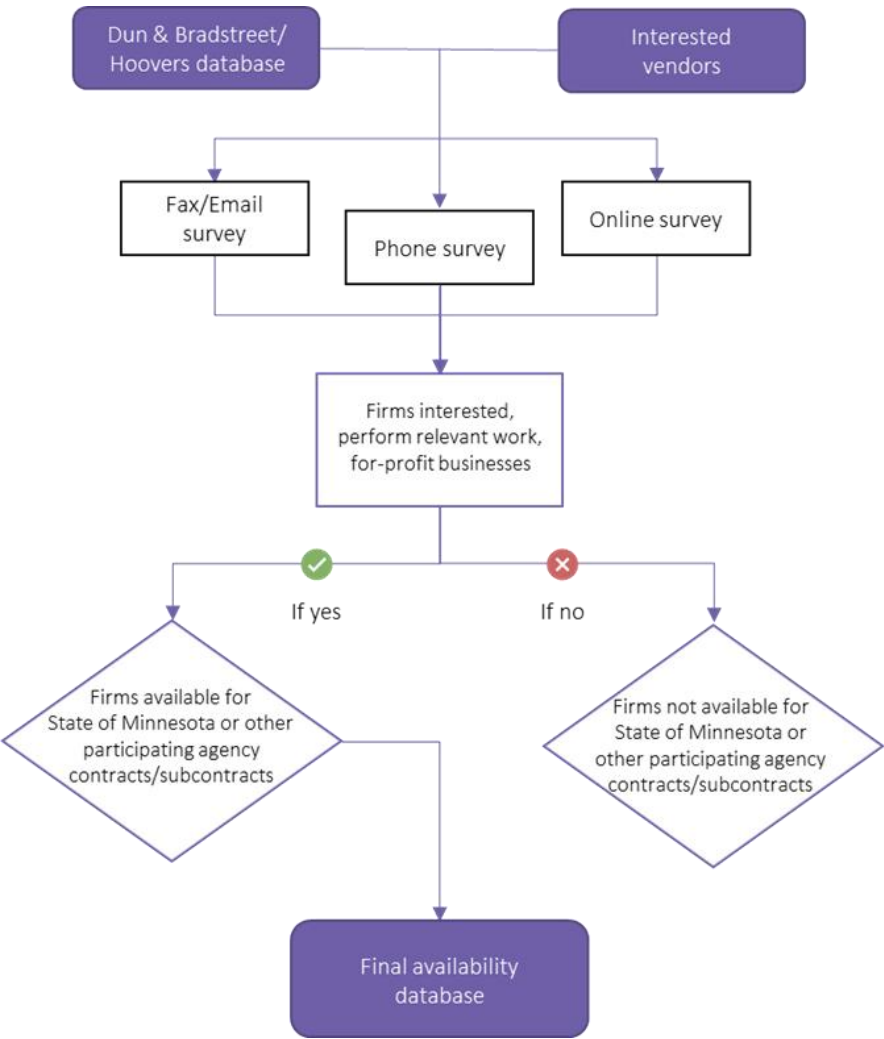 Dun & Bradstreet/
Hoovers database
Interested
vendors
Fax/Email
survey
Phone survey
Online survey
Firms interested,
perform relevant work,
for-profit businesses
If yes
If no
Firms available for
State of Minnesota or other
participating agency
contracts/subcontracts
Firms not available for
State of Minnesota or
other participating agency
contracts/subcontracts
Final availability
database